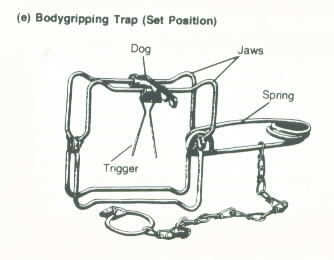 (e) Bodygripping Trap (Set Position)
Dog
Jaws
Spring
Trigger